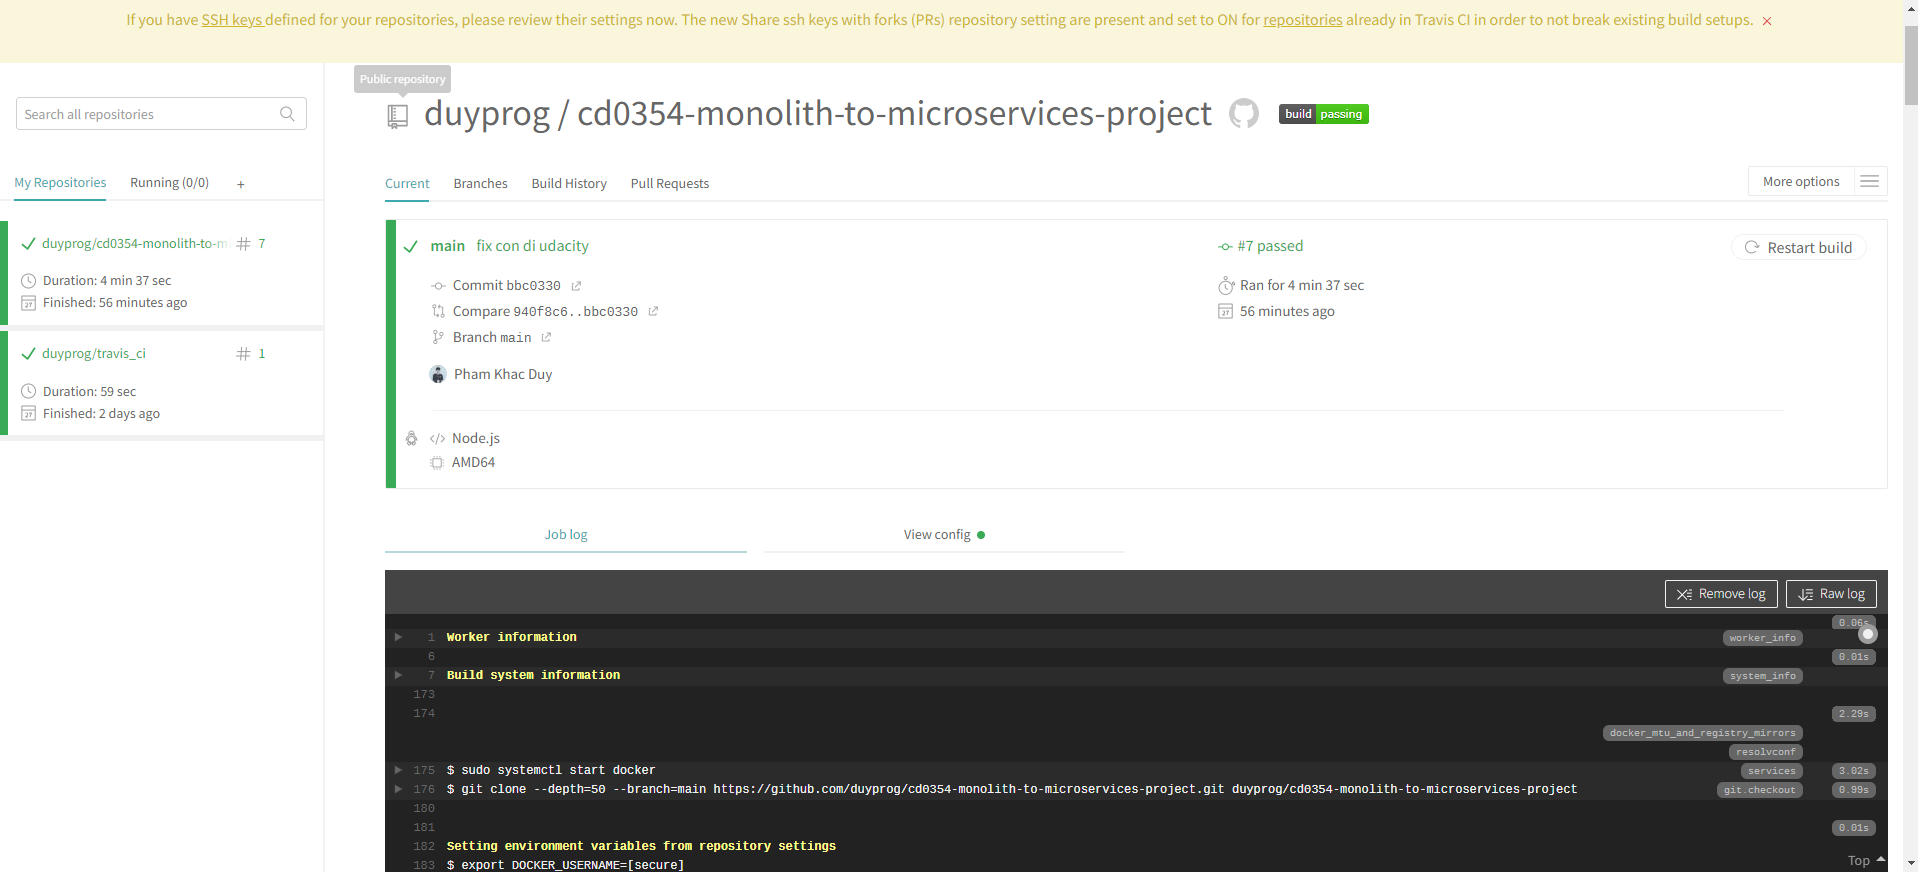 If you have SSH keys defined for your repositories, please review their settings now. The new Share ssh keys with forks (PRs) repository setting are present and set to ON for repositories already in Travis CI in order to not break existing build setups.
Public repository
Search all repositories
duyprog / cd0354-monolith-to-microservices-project
build passing
My Repositories
Running (0/0)
+
Current
Branches
Build History
Pull Requests
More options
duyprog/cd0354-monolith-to-m
# 7
Duration: 4 min 37 sec
Finished: 56 minutes ago
duyprog/travis_ci
# 1
Duration: 59 sec
Finished: 2 days ago
main fix con di udacity
#7 passed
Restart build
Commit bbc0330
Ran for 4 min 37 sec
Compare 940f8c6..bbc0330
56 minutes ago
Branch main
Pham Khac Duy
</> Node.js
AMD64
Job log
View config
Remove log
Raw log
0.06s
1 Worker information worker_info
6 0.01s
7 Build system information system_info
173
174 2.29s
docker_mtu_and_registry_mirrors
resolvconf
175 $ sudo systemctl start docker services 3.02s
176 $ git clone --depth=50 --branch=main https://github.com/duyprog/cd0354-monolith-to-microservices-project.git duyprog/cd0354-monolith-to-microservices-project git.checkout 0.99s
180
181 0.01s
182 Setting environment variables from repository settings
183 $ export DOCKER_USERNAME=[secure]
Top